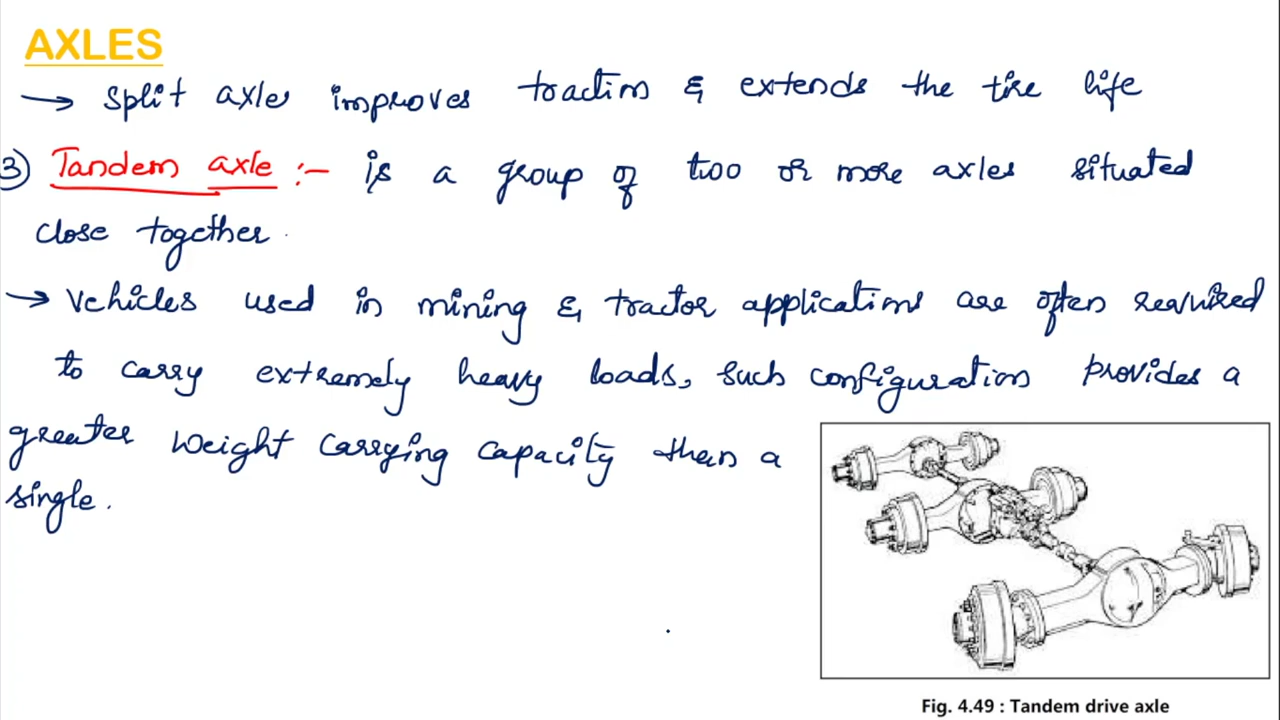 AXLES
→ Split axle improves traction & extends the tire life
3) Tandem axle :- is a group of two or more axles situated
close together.
→ Vehicles used in mining & tractor applications are often required
to carry extremely heavy loads, such configuration provides a
greater weight carrying capacity than a
single.
Fig. 4.49 : Tandem drive axle